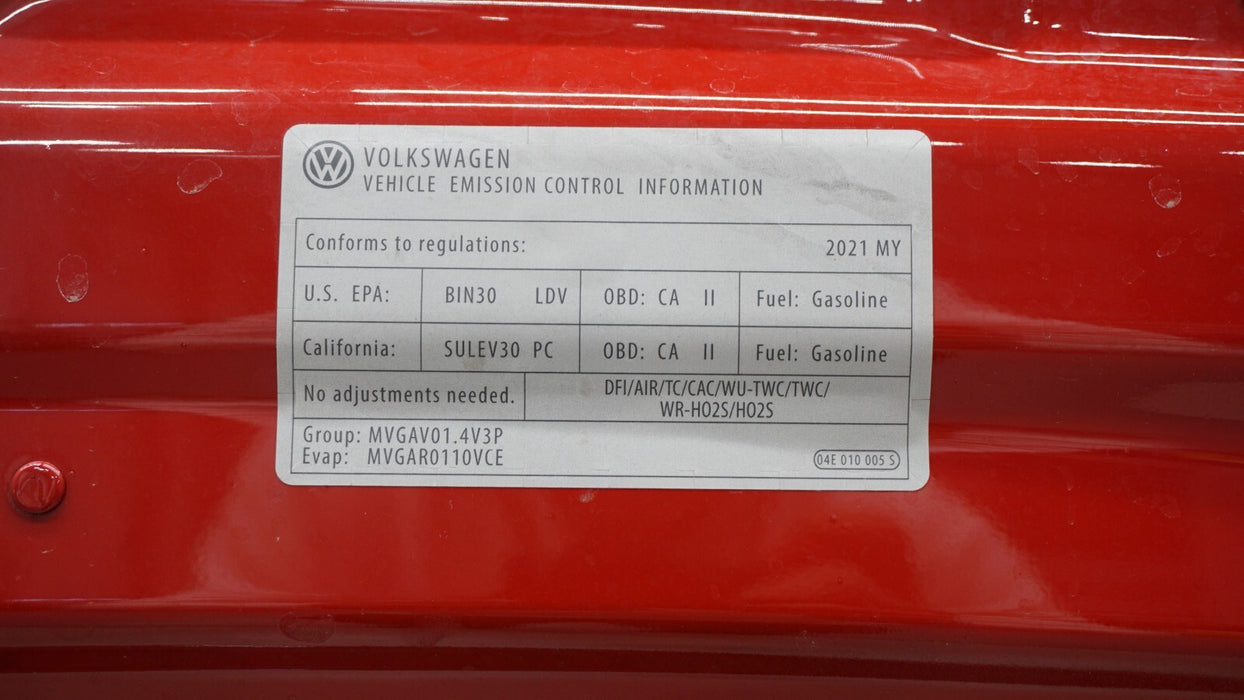 VOLKSWAGEN
VEHICLE EMISSION CONTROL INFORMATION
Conforms to regulations: 2021 MY
U.S. EPA: BIN30 LDV OBD: CA II Fuel: Gasoline
California: SULEV30 PC OBD: CA II Fuel: Gasoline
No adjustments needed. DFI/AIR/TC/CAC/WU-TWC/TWC/
WR-HO2S/HO2S
Group: MVGAV01.4V3P
Evap: MVGAR0110VCE
04E 010 005 S